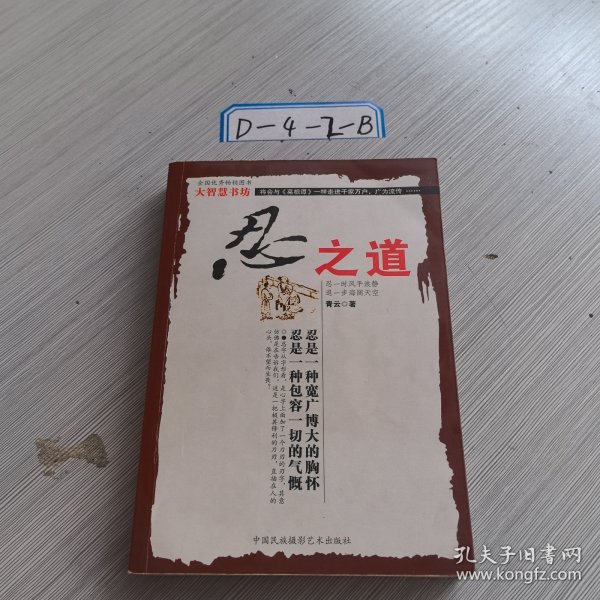 D-4-2-B
全国优秀畅销图书
大智慧书坊
将会与《菜根谭》一样走进千家万户,广为流传……
忍之道
忍一时风平浪静
退一步海阔天空
青云◎著
忍是一种宽广博大的胸怀
忍是一种包容一切的气慨
中国民族摄影艺术出版社
孔夫子旧书网
www.kongfz.com